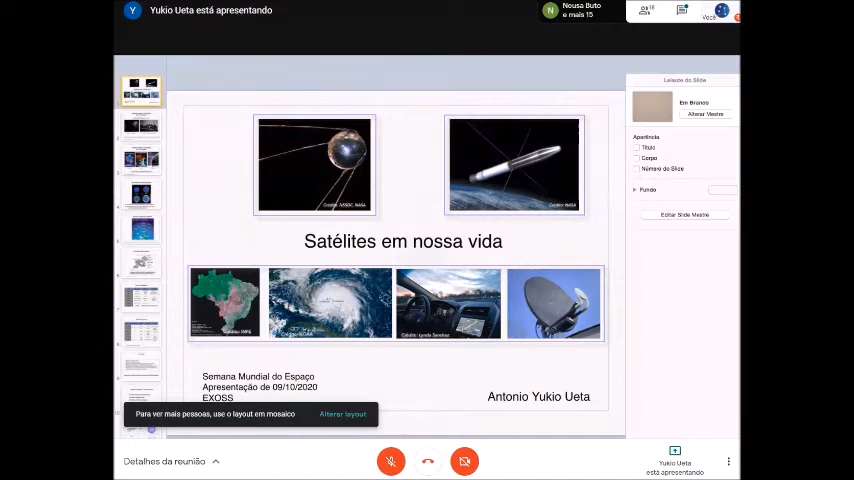 Y Yukio Ueta está apresentando
N Neusa Buto
e mais 15
18
Você
Leiaute do Slide
Em Branco
Alterar Mestre
Aparência
Título
Corpo
Número do Slide
Fundo
Editar Slide Mestre
Crédito: NSSDC, NASA
Crédito: NASA
Satélites em nossa vida
Crédito: INPE
Crédito: NOAA
Crédito: Lynda Sanchez
Semana Mundial do Espaço
Apresentação de 09/10/2020
EXOSS
Antonio Yukio Ueta
Para ver mais pessoas, use o layout em mosaico
Alterar layout
Detalhes da reunião
Yukio Ueta
está apresentando